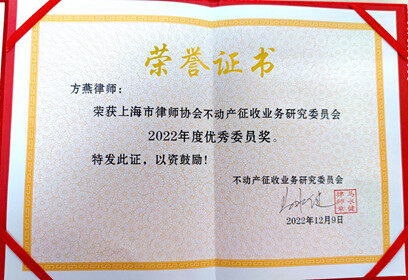 荣誉证书
方燕律师：
荣获上海市律师协会不动产征收业务研究委员会
2022年度优秀委员奖。
特发此证，以资鼓励！
不动产征收业务研究委员会
2022年12月9日